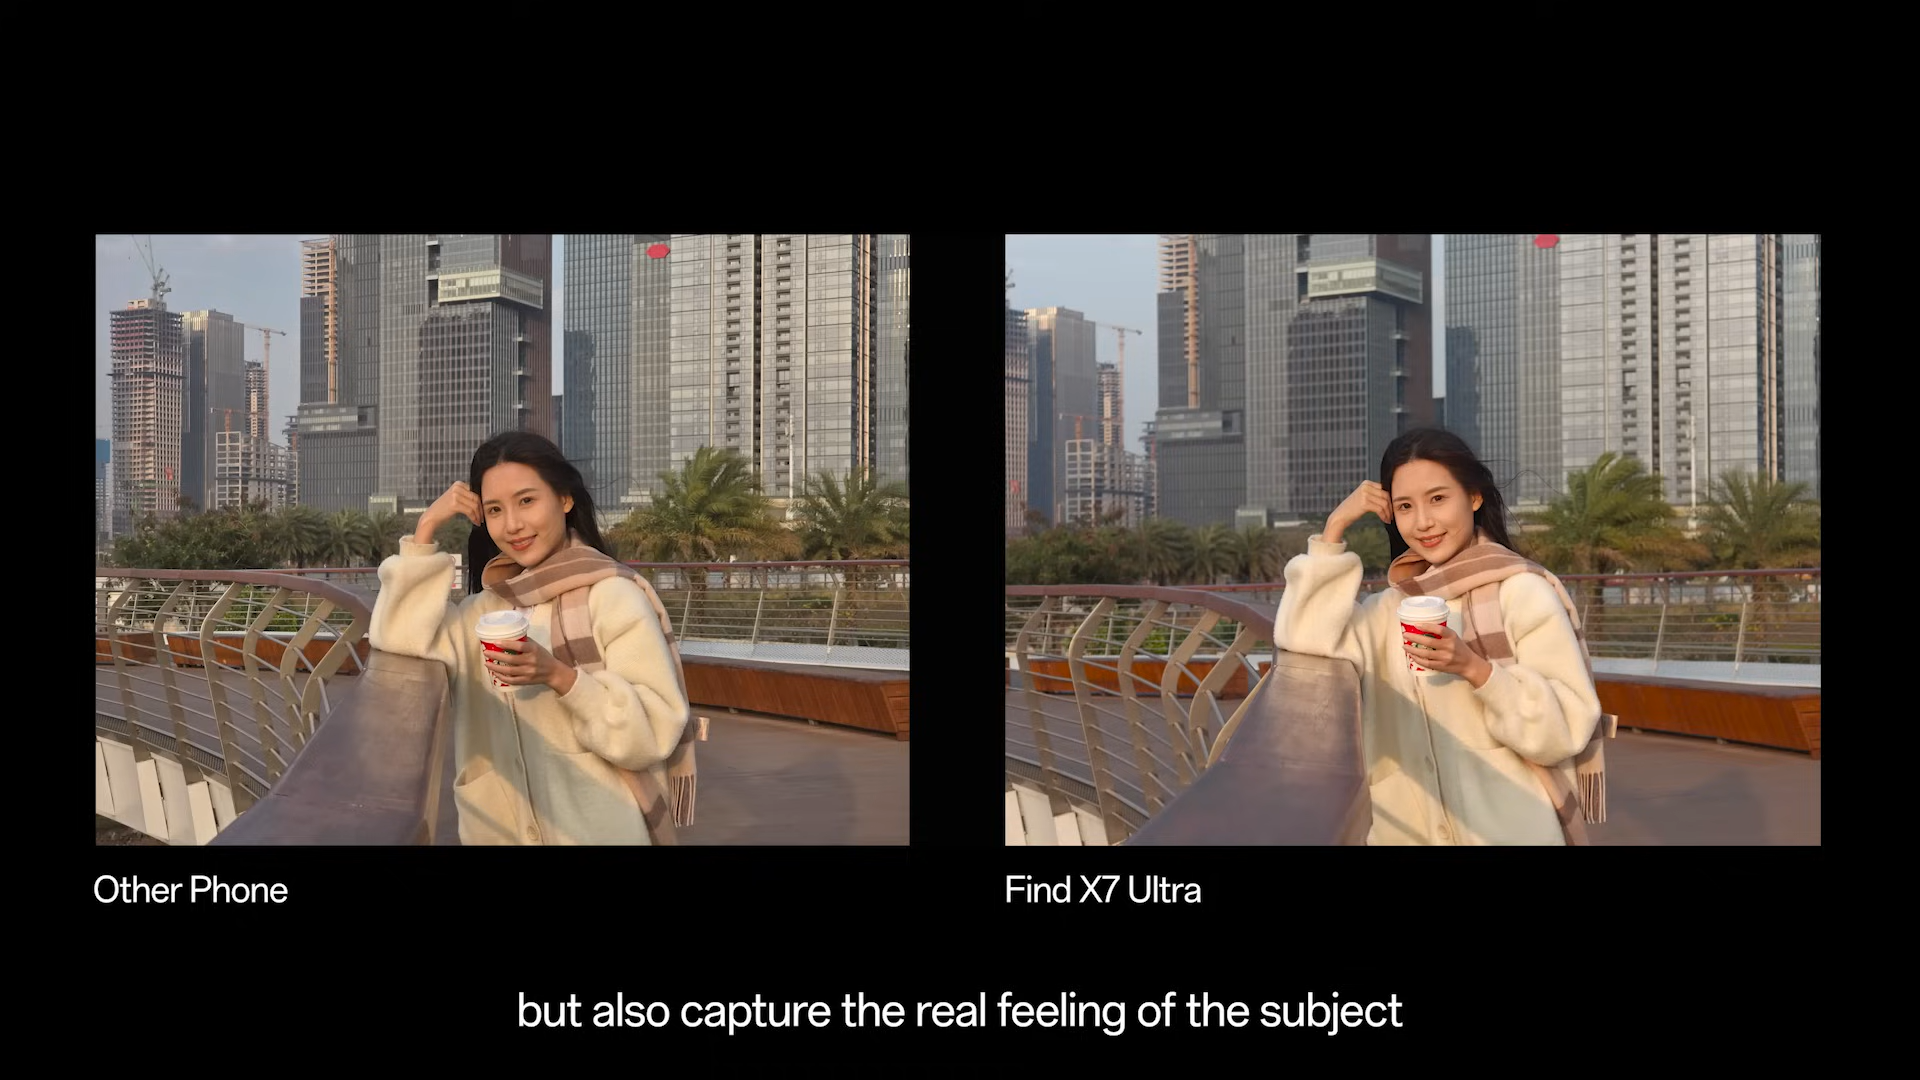 Other Phone
Find X7 Ultra
but also capture the real feeling of the subject